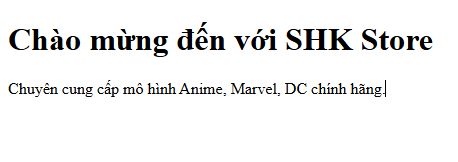 Chào mừng đến với SHK Store
Chuyên cung cấp mô hình Anime, Marvel, DC chính hãng.